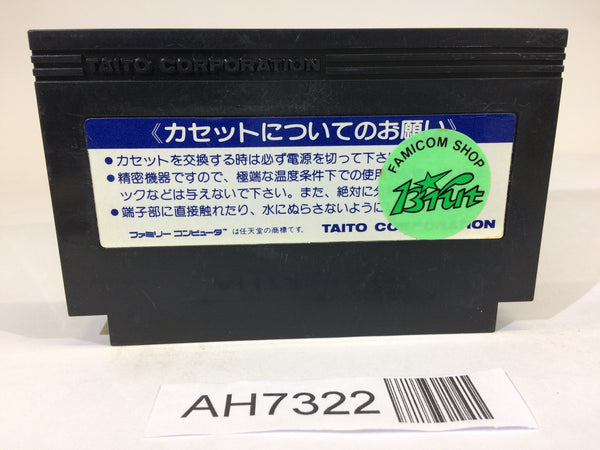 TAITO CORPORATION
《カセットについてのお願い
●カセットを交換する時は必ず電源を切って下さ
●精密機器ですので、極端な温度条件下での使用
ックなどは与えないで下さい。また、絶対に
●端子部に直接触れたり、水にぬらさないように
ファミリー コンピュータ™ は任天堂の商標です。
TAITO CORPORATION
FAMICOM SHOP
AH7322